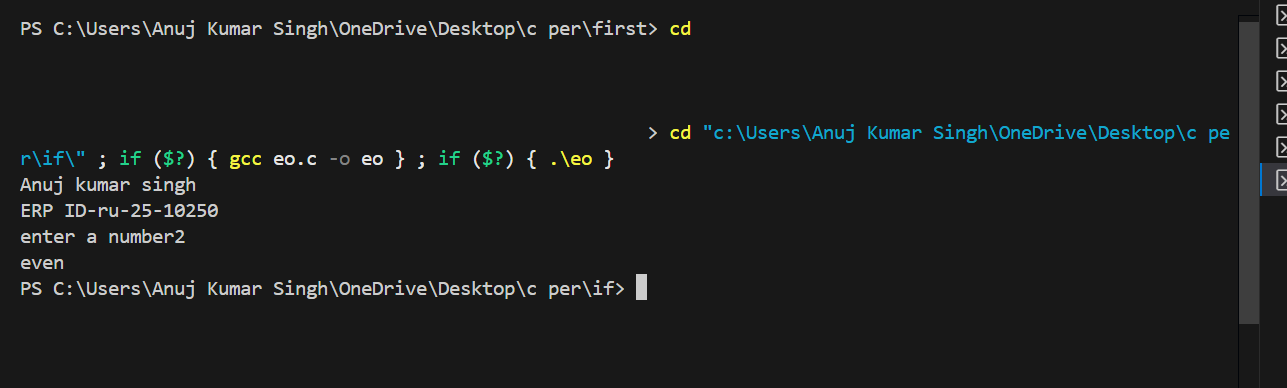 PS C:\Users\Anuj Kumar Singh\OneDrive\Desktop\c per\first> cd
> cd "c:\Users\Anuj Kumar Singh\OneDrive\Desktop\c pe
r\if\" ; if ($?) { gcc eo.c -o eo } ; if ($?) { .\eo }
Anuj kumar singh
ERP ID-ru-25-10250
enter a number2
even
PS C:\Users\Anuj Kumar Singh\OneDrive\Desktop\c per\if>